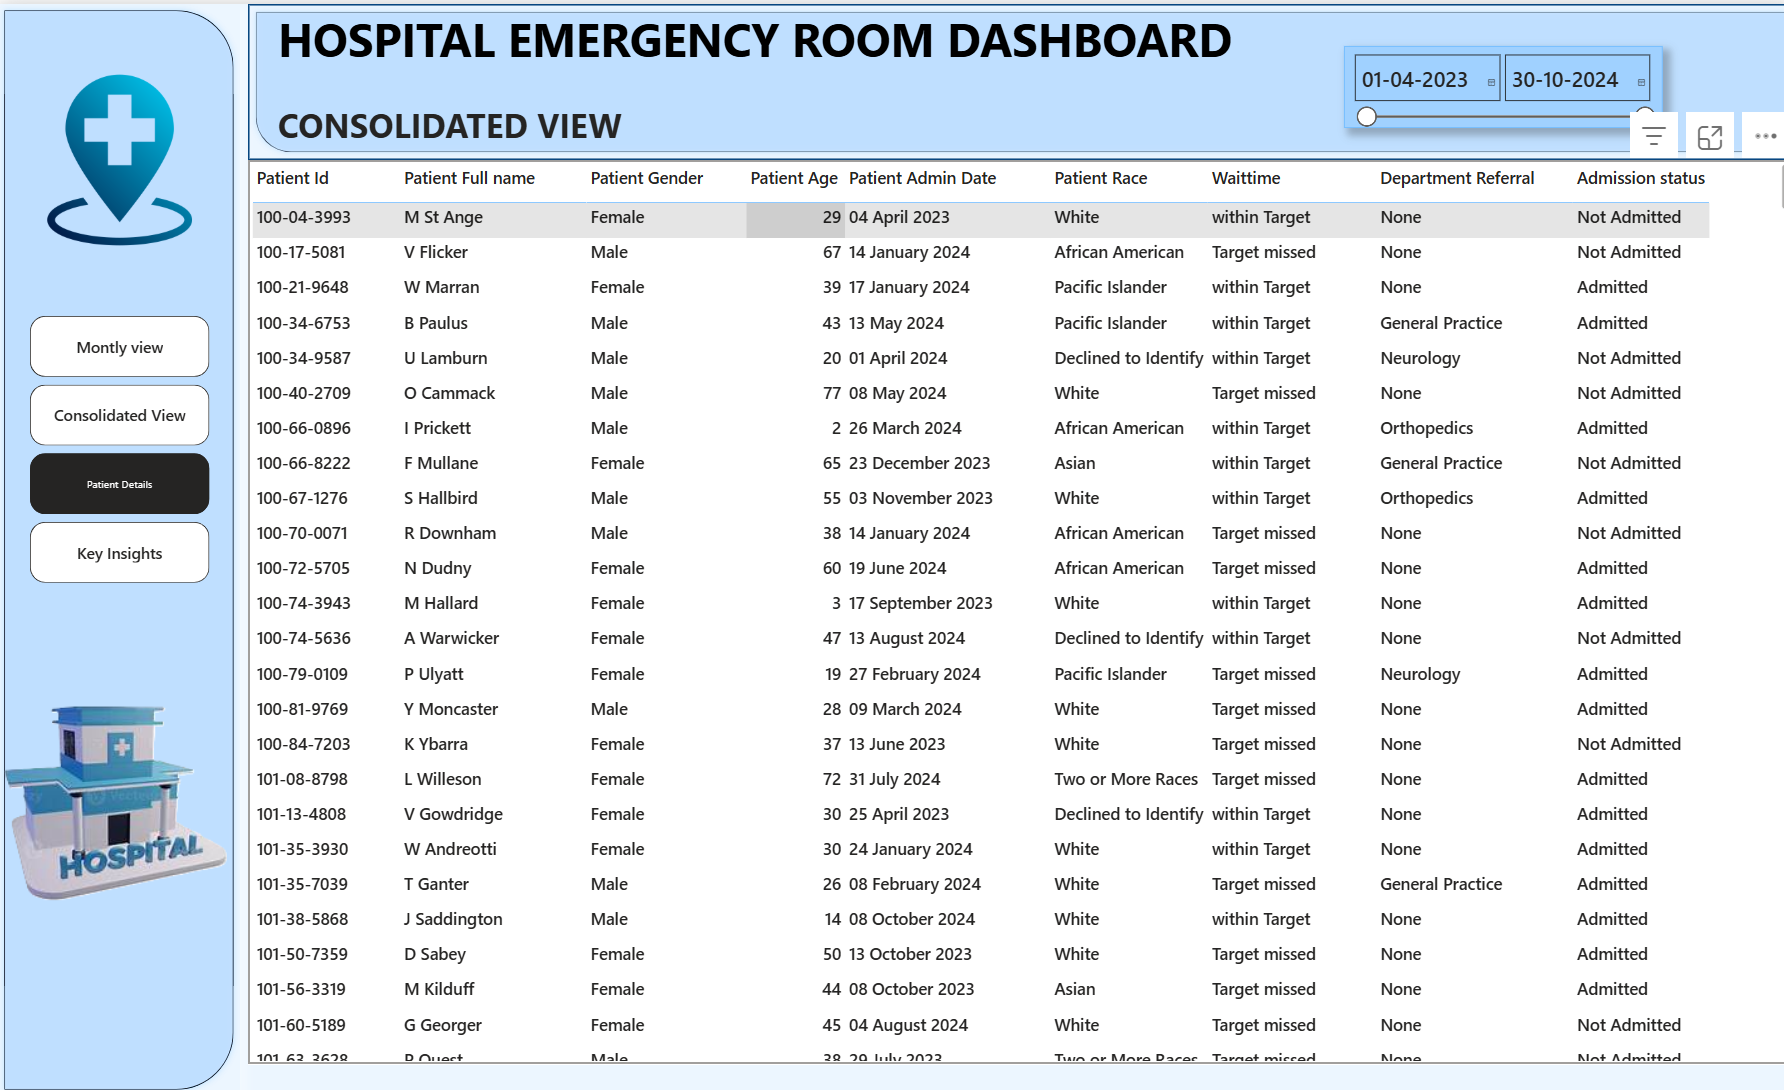 HOSPITAL EMERGENCY ROOM DASHBOARD
CONSOLIDATED VIEW
01-04-2023 30-10-2024
Montly view
Consolidated View
Patient Details
Key Insights
HOSPITAL
Patient Id Patient Full name Patient Gender Patient Age Patient Admin Date Patient Race Waittime Department Referral Admission status
100-04-3993 M St Ange Female 29 04 April 2023 White within Target None Not Admitted
100-17-5081 V Flicker Male 67 14 January 2024 African American Target missed None Not Admitted
100-21-9648 W Marran Female 39 17 January 2024 Pacific Islander within Target None Admitted
100-34-6753 B Paulus Male 43 13 May 2024 Pacific Islander within Target General Practice Admitted
100-34-9587 U Lamburn Male 20 01 April 2024 Declined to Identify within Target Neurology Not Admitted
100-40-2709 O Cammack Male 77 08 May 2024 White Target missed None Not Admitted
100-66-0896 I Prickett Male 2 26 March 2024 African American within Target Orthopedics Admitted
100-66-8222 F Mullane Female 65 23 December 2023 Asian within Target General Practice Not Admitted
100-67-1276 S Hallbird Male 55 03 November 2023 White within Target Orthopedics Admitted
100-70-0071 R Downham Male 38 14 January 2024 African American Target missed None Not Admitted
100-72-5705 N Dudny Female 60 19 June 2024 African American Target missed None Admitted
100-74-3943 M Hallard Female 3 17 September 2023 White within Target None Admitted
100-74-5636 A Warwicker Female 47 13 August 2024 Declined to Identify within Target None Not Admitted
100-79-0109 P Ulyatt Female 19 27 February 2024 Pacific Islander Target missed Neurology Admitted
100-81-9769 Y Moncaster Male 28 09 March 2024 White Target missed None Admitted
100-84-7203 K Ybarra Female 37 13 June 2023 White Target missed None Not Admitted
101-08-8798 L Willeson Female 72 31 July 2024 Two or More Races Target missed None Admitted
101-13-4808 V Gowdridge Female 30 25 April 2023 Declined to Identify within Target None Admitted
101-35-3930 W Andreotti Female 30 24 January 2024 White within Target None Admitted
101-35-7039 T Ganter Male 26 08 February 2024 White Target missed General Practice Admitted
101-38-5868 J Saddington Male 14 08 October 2024 White within Target None Admitted
101-50-7359 D Sabey Female 50 13 October 2023 White Target missed None Admitted
101-56-3319 M Kilduff Female 44 08 October 2023 Asian Target missed None Admitted
101-60-5189 G Georger Female 45 04 August 2024 White Target missed None Not Admitted
101-63-3628 Male 38 29 July 2023 Two or More Races Target missed None Not Admitted